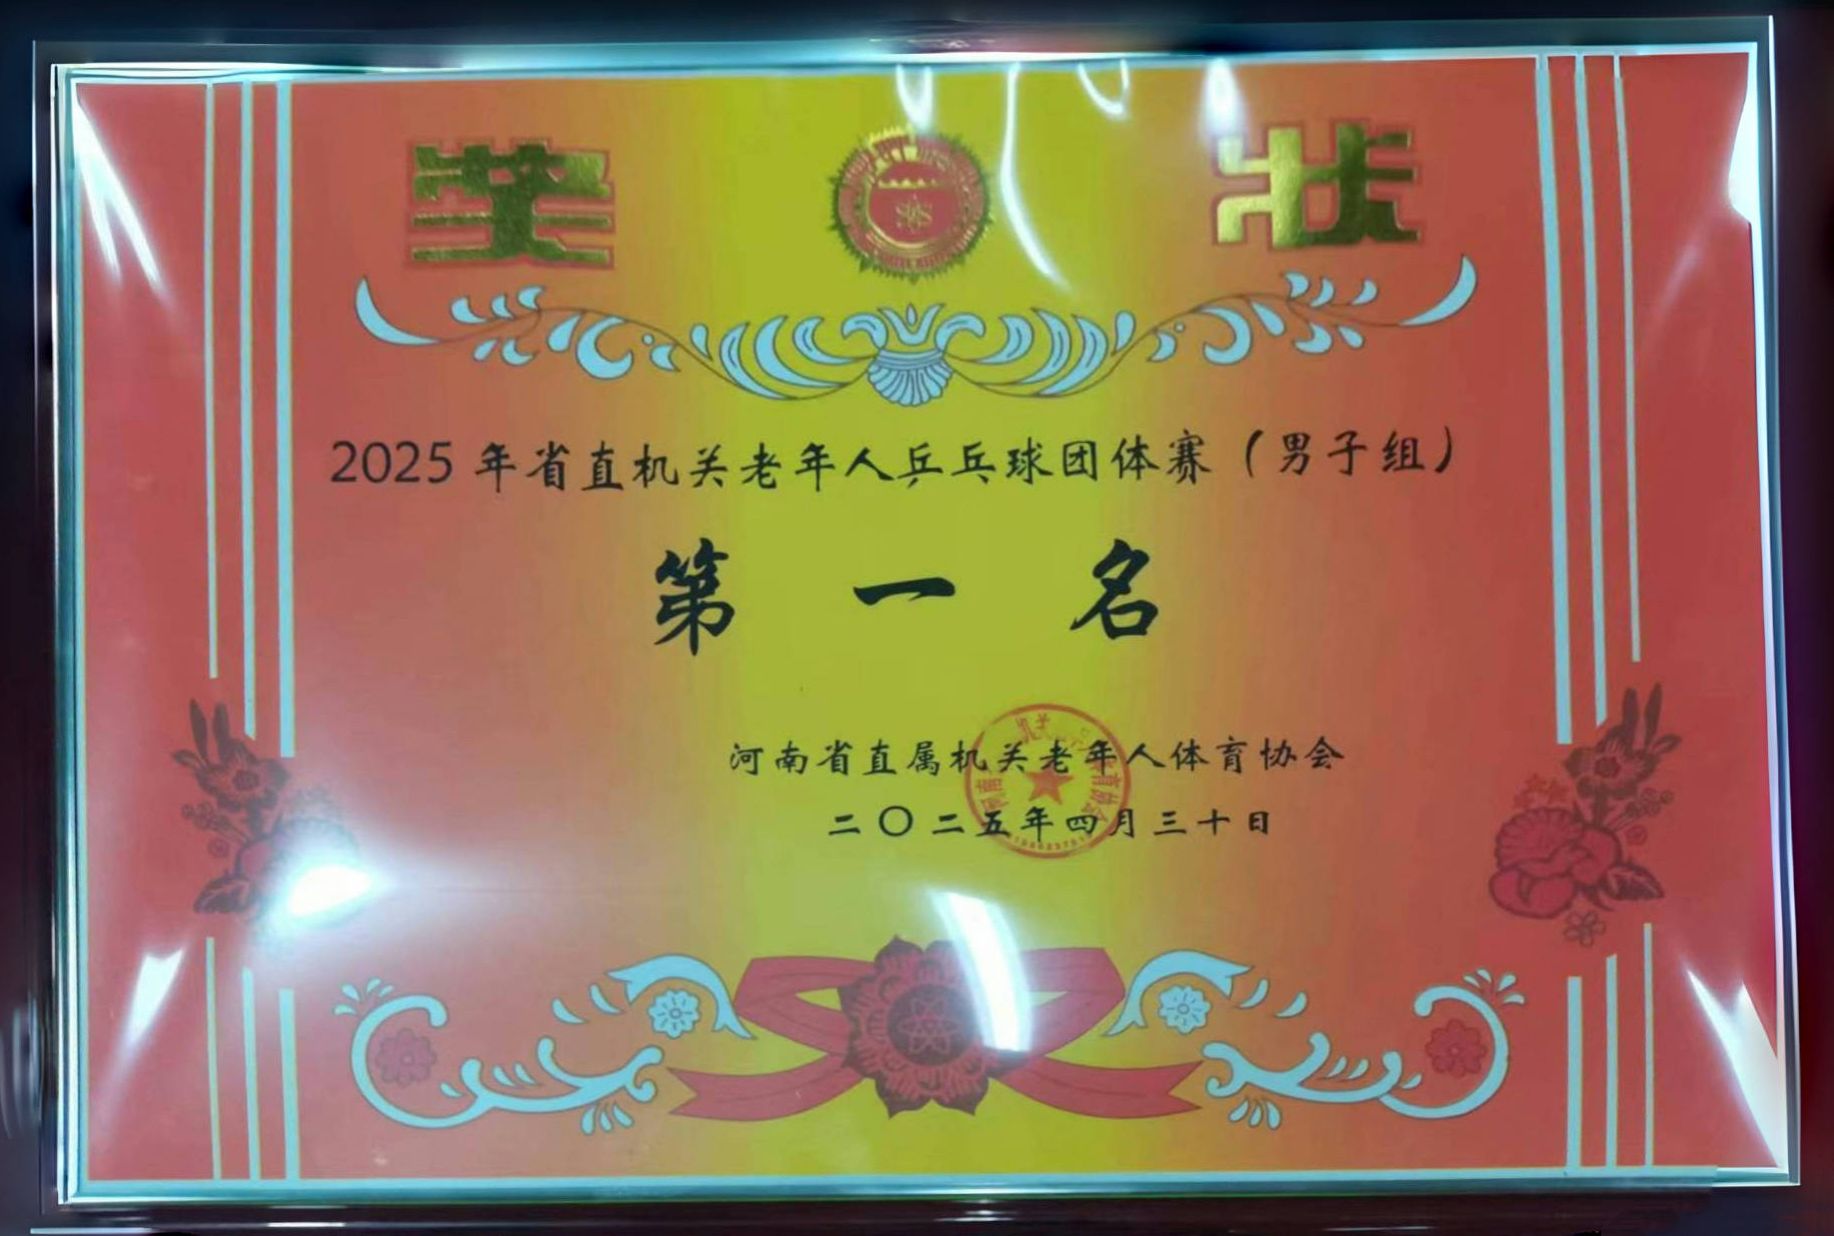 奖状
2025年省直机关老年人乒乓球团体赛（男子组）
第一名
河南省直属机关老年人体育协会
二〇二五年四月三十日